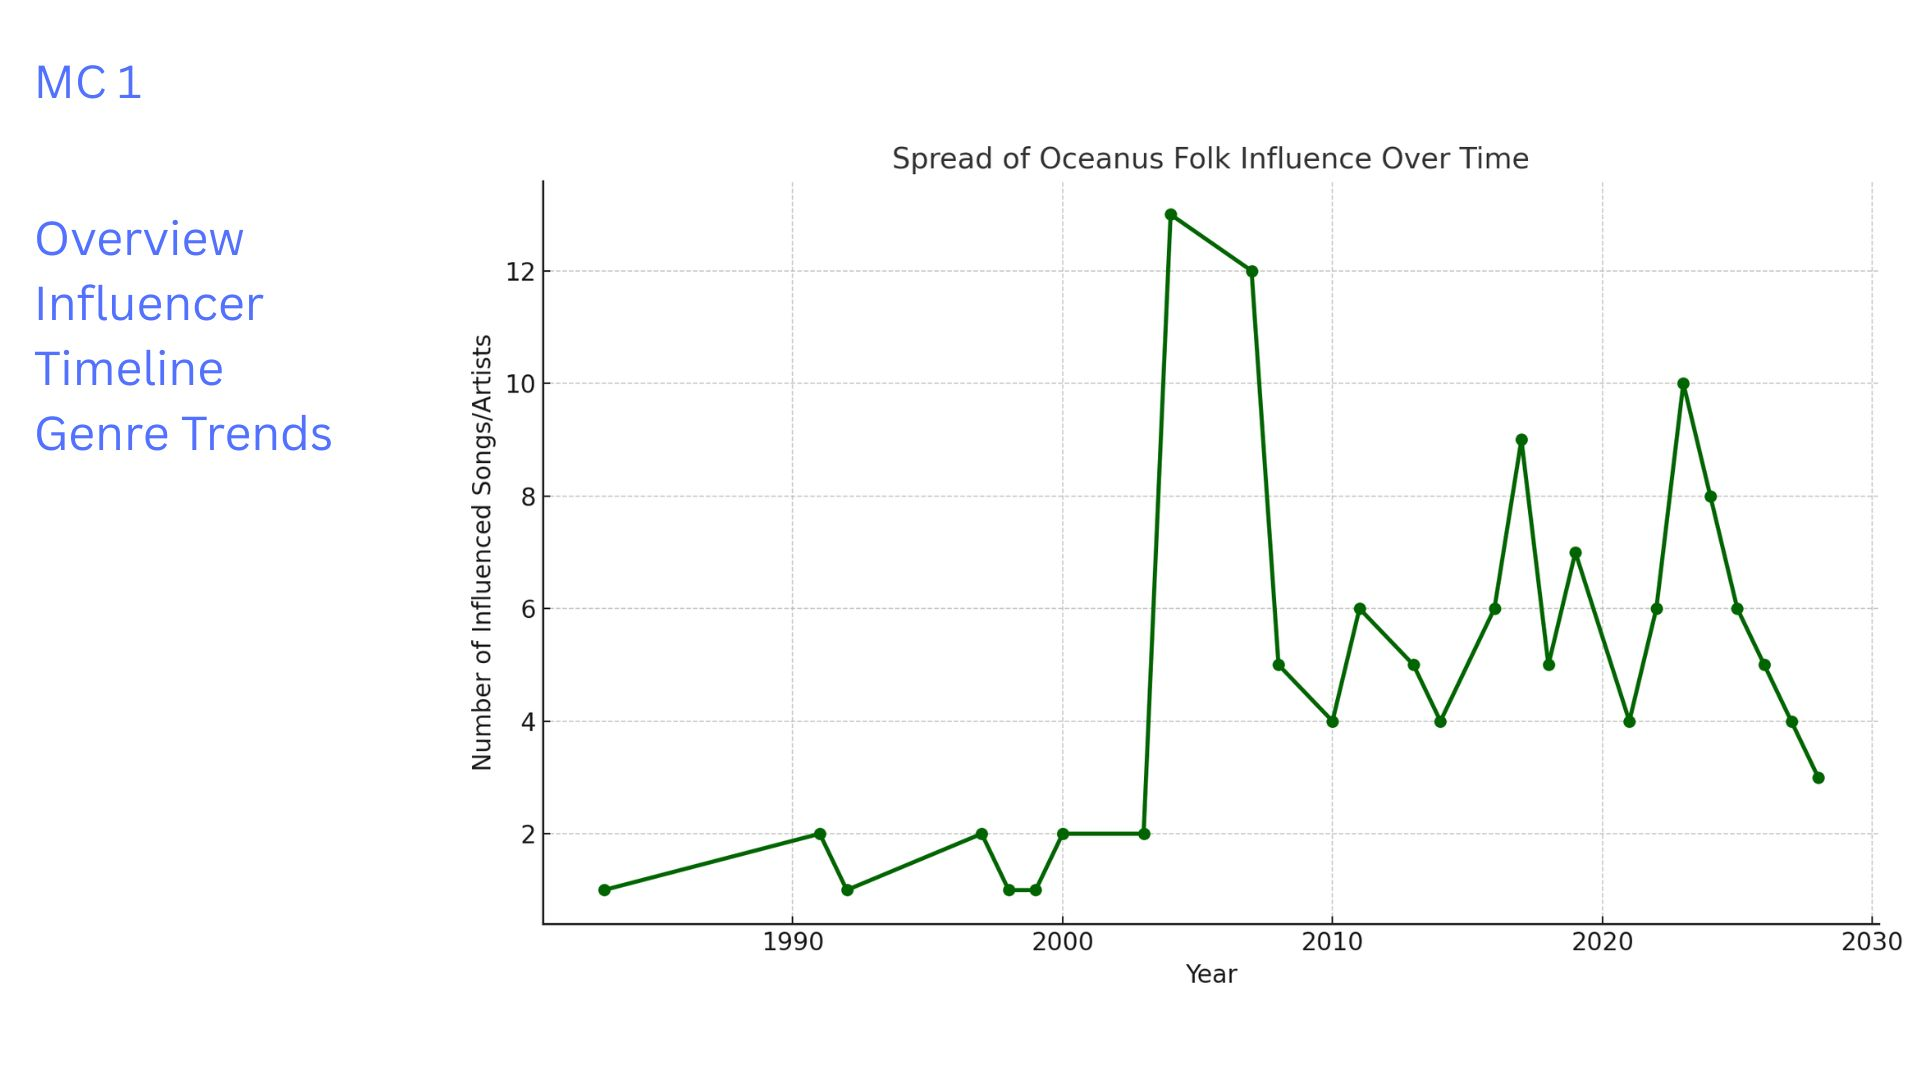 MC 1
Overview
Influencer
Timeline
Genre Trends
Spread of Oceanus Folk Influence Over Time
Number of Influenced Songs/Artists
12
10
8
6
4
2
1990
2000
2010
2020
2030
Year